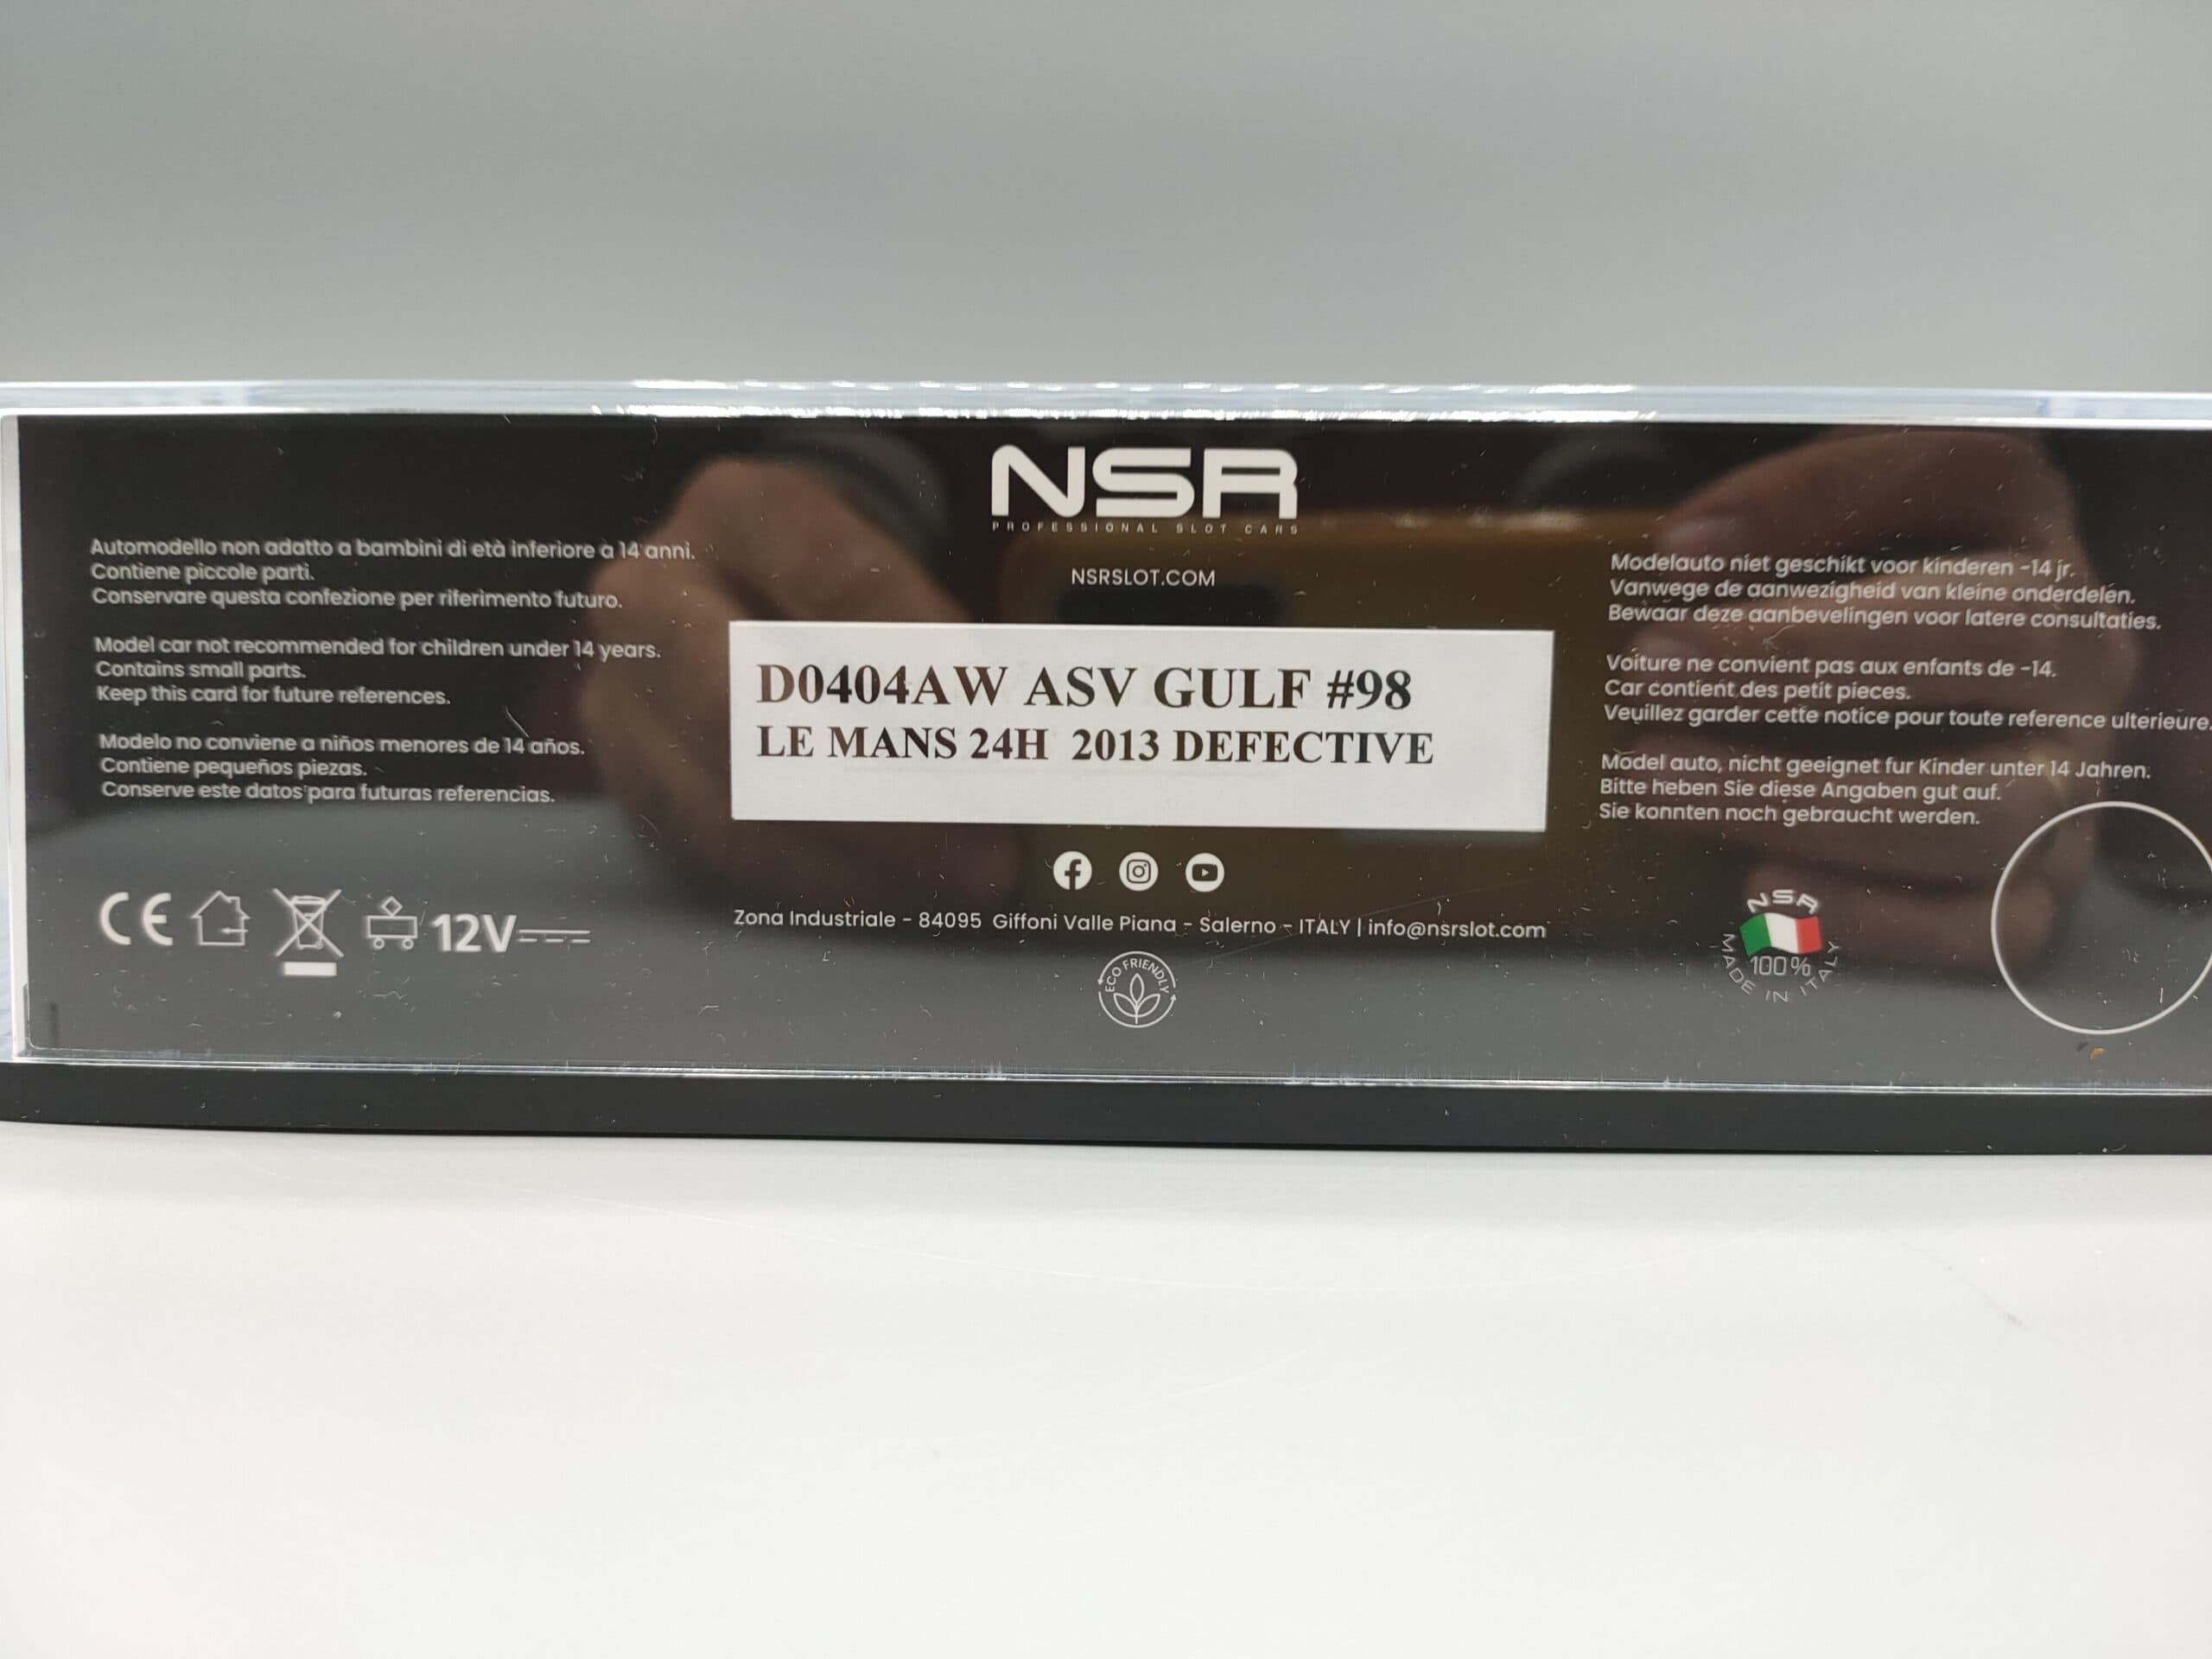 NSR
PROFESSIONAL SLOT CARS
NSRSLOT.COM
Automodello non adatto a bambini di età inferiore a 14 anni.
Contiene piccole parti.
Conservare questa confezione per riferimento futuro.
Model car not recommended for children under 14 years.
Contains small parts.
Keep this card for future references.
Modelo no conviene a niños menores de 14 años.
Contiene pequeños piezas.
Conserve este datos para futuras referencias.
CE
12V
D0404AW ASV GULF #98
LE MANS 24H 2013 DEFECTIVE
Zona Industriale - 84095 Giffoni Valle Piana - Salerno - ITALY | info@nsrslot.com
ECO FRIENDLY
Modelauto niet geschikt voor kinderen -14 jr.
Vanwege de aanwezigheid van kleine onderdelen.
Bewaar deze aanbevelingen voor latere consultaties.
Voiture ne convient pas aux enfants de -14.
Car contient des petit pieces.
Veuillez garder cette notice pour toute reference ulterieure.
Model auto, nicht geeignet fur Kinder unter 14 Jahren.
Bitte heben Sie diese Angaben gut auf.
Sie konnten noch gebraucht werden.
NSR
100%
MADE IN ITALY